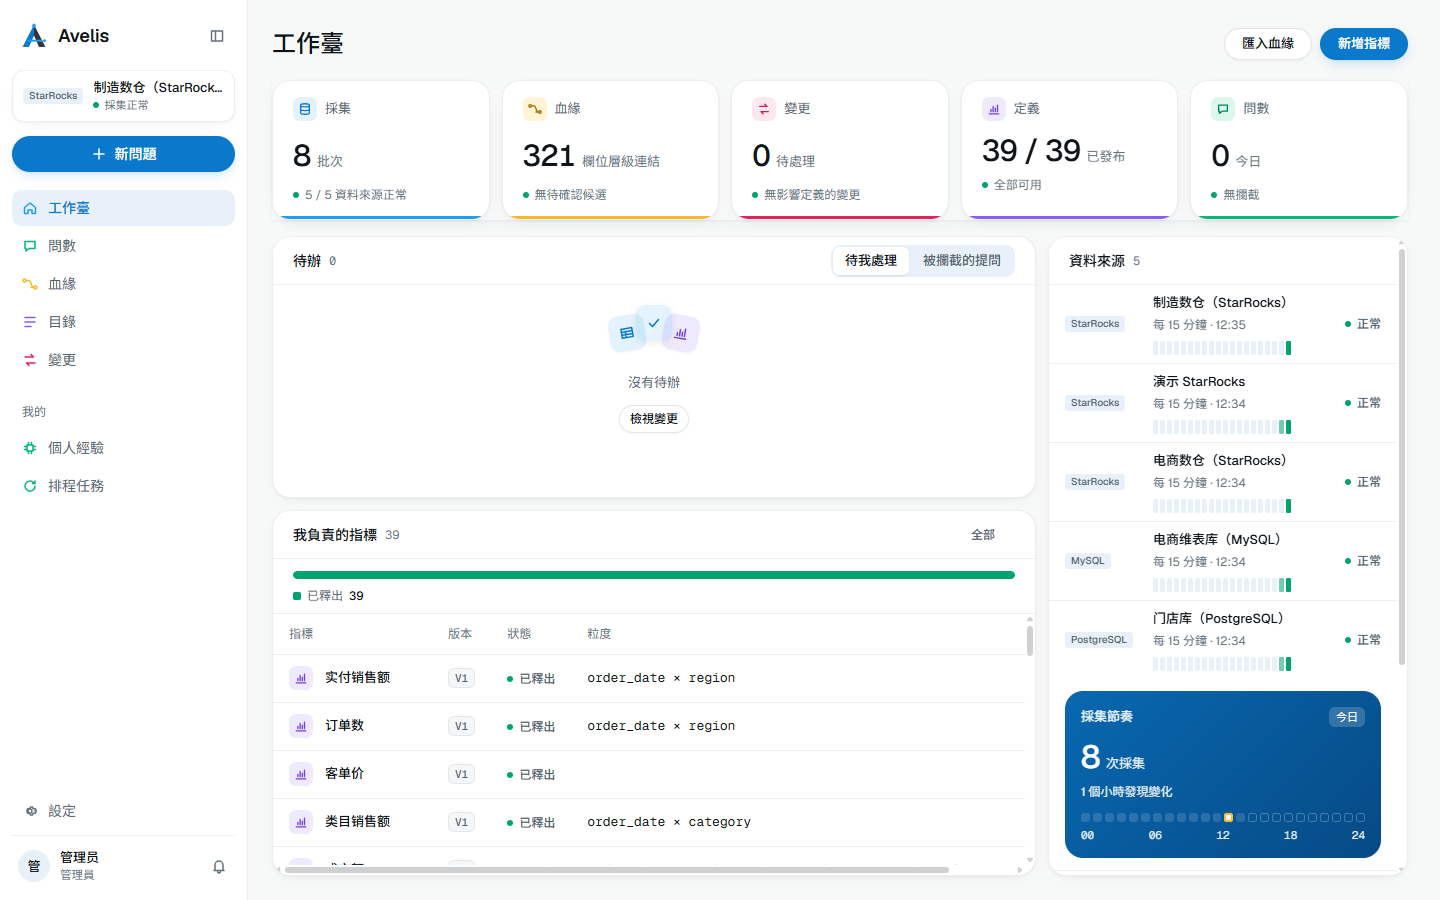 Avelis
StarRocks
制造数仓（StarRock...
採集正常
新問題
工作臺
問數
血緣
目錄
變更
我的
個人經驗
排程任務
設定
管
管理员
管理員
工作臺
匯入血緣
新增指標
採集
8 批次
5 / 5 資料來源正常
血緣
321 欄位層級連結
無待確認候選
變更
0 待處理
無影響定義的變更
定義
39 / 39 已發布
全部可用
問數
0 今日
無攔截
待辦 0
待我處理
被攔截的提問
沒有待辦
檢視變更
我負責的指標 39
全部
已釋出 39
指標 版本 狀態 粒度
实付销售额 V1 已釋出 order_date × region
订单数 V1 已釋出 order_date × region
客单价 V1 已釋出
类目销售额 V1 已釋出 order_date × category
資料來源 5
StarRocks
制造数仓（StarRocks）
每 15 分鐘 · 12:35
正常
StarRocks
演示 StarRocks
每 15 分鐘 · 12:34
正常
StarRocks
电商数仓（StarRocks）
每 15 分鐘 · 12:34
正常
MySQL
电商维表库（MySQL）
每 15 分鐘 · 12:34
正常
PostgreSQL
门店库（PostgreSQL）
每 15 分鐘 · 12:34
正常
採集節奏
今日
8 次採集
1 個小時發現變化
00 06 12 18 24